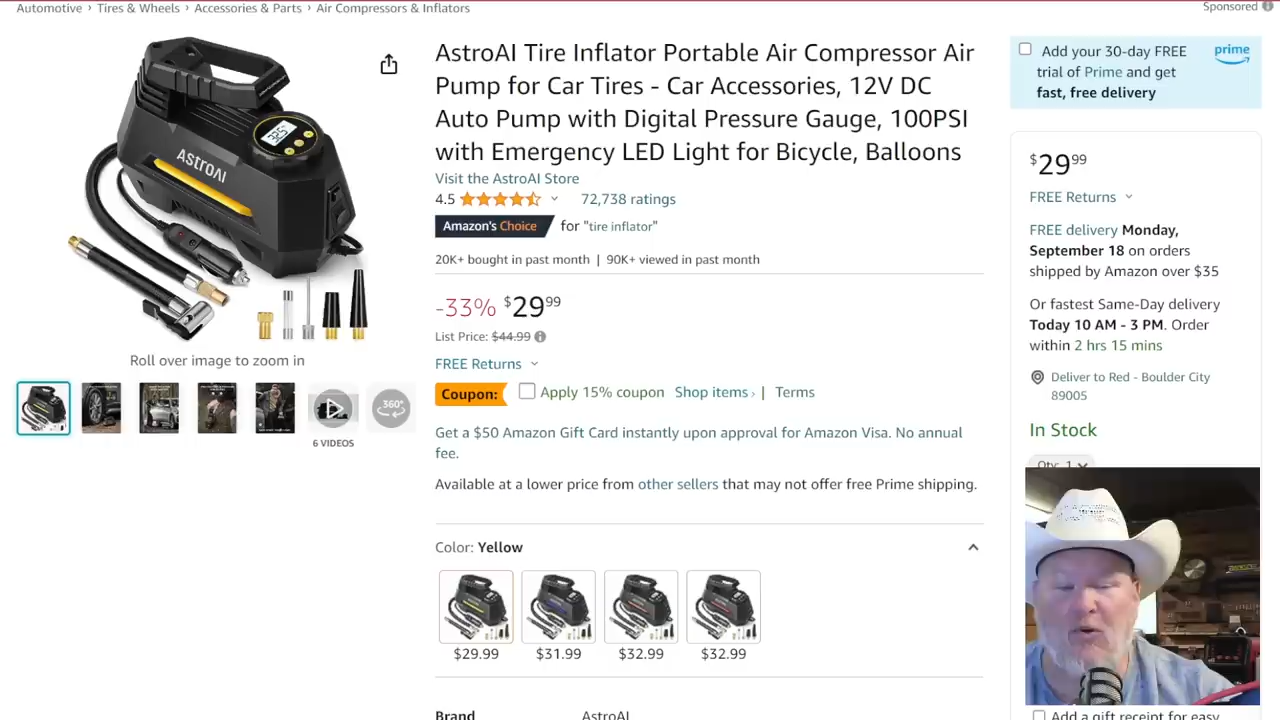 Automotive › Tires & Wheels › Accessories & Parts › Air Compressors & Inflators
Sponsored
AstroAI
Roll over image to zoom in
360°
6 VIDEOS
AstroAI Tire Inflator Portable Air Compressor Air
Pump for Car Tires - Car Accessories, 12V DC
Auto Pump with Digital Pressure Gauge, 100PSI
with Emergency LED Light for Bicycle, Balloons
Visit the AstroAI Store
4.5
72,738 ratings
Amazon's Choice for "tire inflator"
20K+ bought in past month | 90K+ viewed in past month
-33% $29 99
List Price: $44.99
FREE Returns
Coupon: Apply 15% coupon Shop items › | Terms
Get a $50 Amazon Gift Card instantly upon approval for Amazon Visa. No annual
fee.
Available at a lower price from other sellers that may not offer free Prime shipping.
Color: Yellow
$29.99 $31.99 $32.99 $32.99
Brand AstroAI
Add your 30-day FREE
trial of Prime and get
fast, free delivery
prime
$29 99
FREE Returns
FREE delivery Monday,
September 18 on orders
shipped by Amazon over $35
Or fastest Same-Day delivery
Today 10 AM - 3 PM. Order
within 2 hrs 15 mins
Deliver to Red - Boulder City
89005
In Stock
Qty: 1
Add a gift receipt for easy